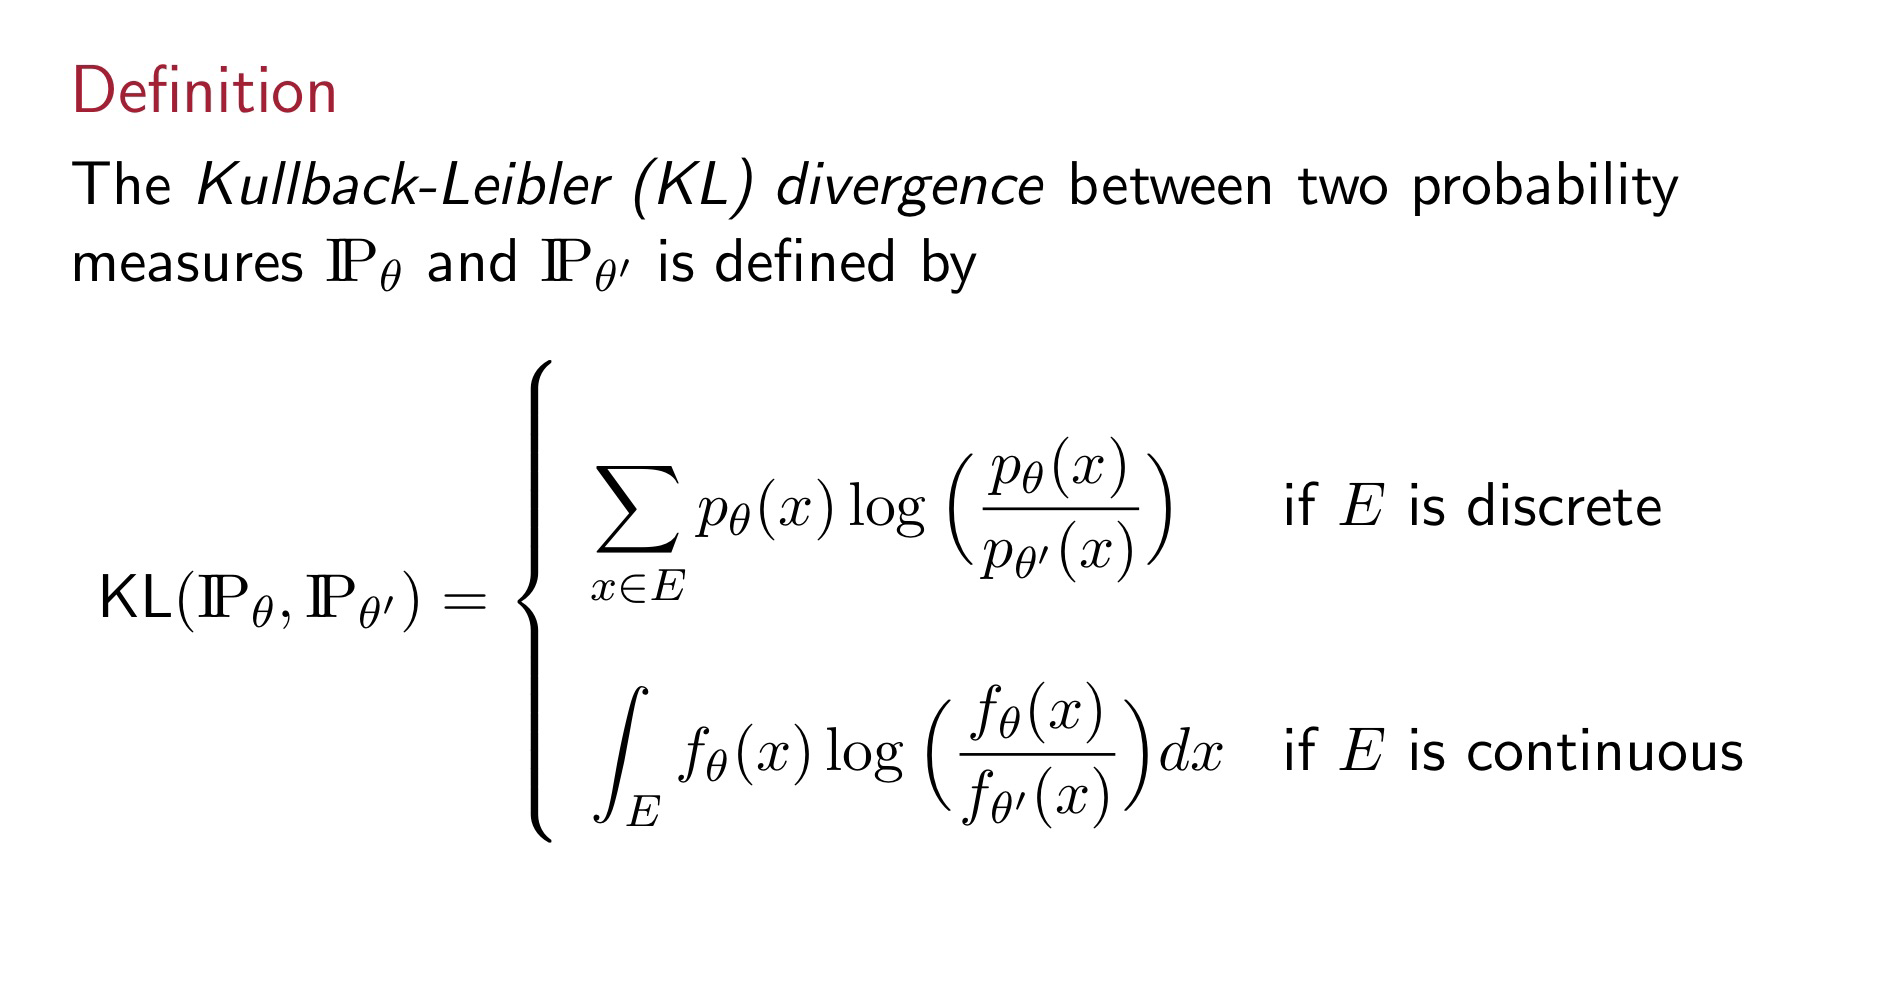 Definition
The Kullback-Leibler (KL) divergence between two probability
measures ℙ_θ and ℙ_θ′ is defined by
∑_{x∈E} p_θ(x) log (p_θ(x) / p_θ′(x)) if E is discrete
KL(ℙ_θ, ℙ_θ′) = {
∫_E f_θ(x) log (f_θ(x) / f_θ′(x)) dx if E is continuous